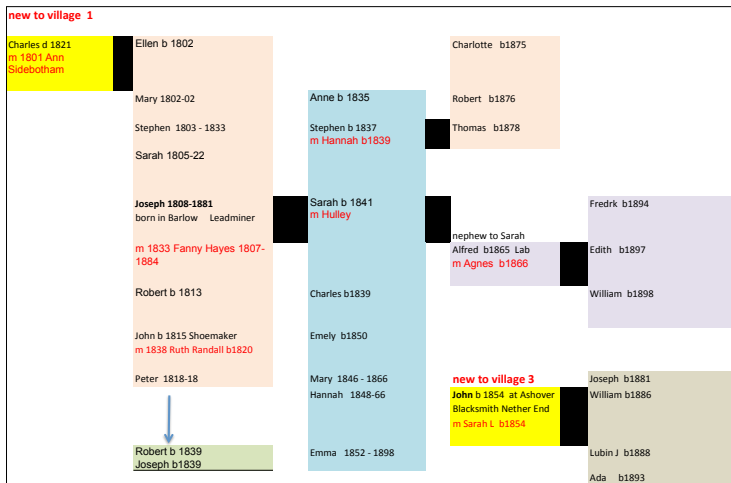 new to village 1
Charles d 1821
m 1801 Ann
Sidebotham
Ellen b 1802
Mary 1802-02
Stephen 1803 - 1833
Sarah 1805-22
Joseph 1808-1881
born in Barlow Leadminer
m 1833 Fanny Hayes 1807-
1884
Robert b 1813
John b 1815 Shoemaker
m 1838 Ruth Randall b1820
Peter 1818-18
Robert b 1839
Joseph b1839
Anne b 1835
Stephen b 1837
m Hannah b1839
Sarah b 1841
m Hulley
Charles b1839
Emely b1850
Mary 1846 - 1866
Hannah 1848-66
Emma 1852 - 1898
Charlotte b1875
Robert b1876
Thomas b1878
nephew to Sarah
Alfred b1865 Lab
m Agnes b1866
new to village 3
John b 1854 at Ashover
Blacksmith Nether End
m Sarah L b1854
Fredrk b1894
Edith b1897
William b1898
Joseph b1881
William b1886
Lubin J b1888
Ada b1893